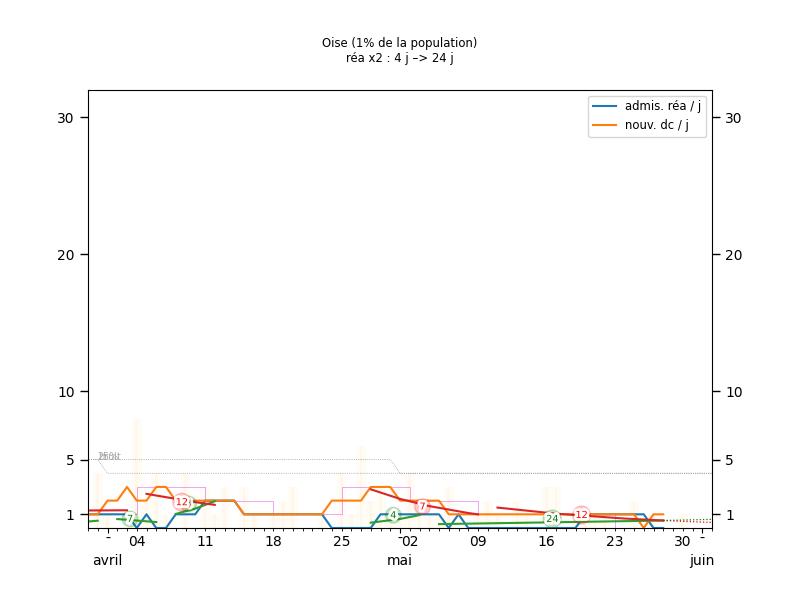 Oise (1% de la population)
réa x2 : 4 j –> 24 j
admis. réa / j
nouv. dc / j
30 30
20 20
10 10
5 5
1 1
7 12 4 7 24 12
- 04 11 18 25 -02 09 16 23 30 -
avril mai juin